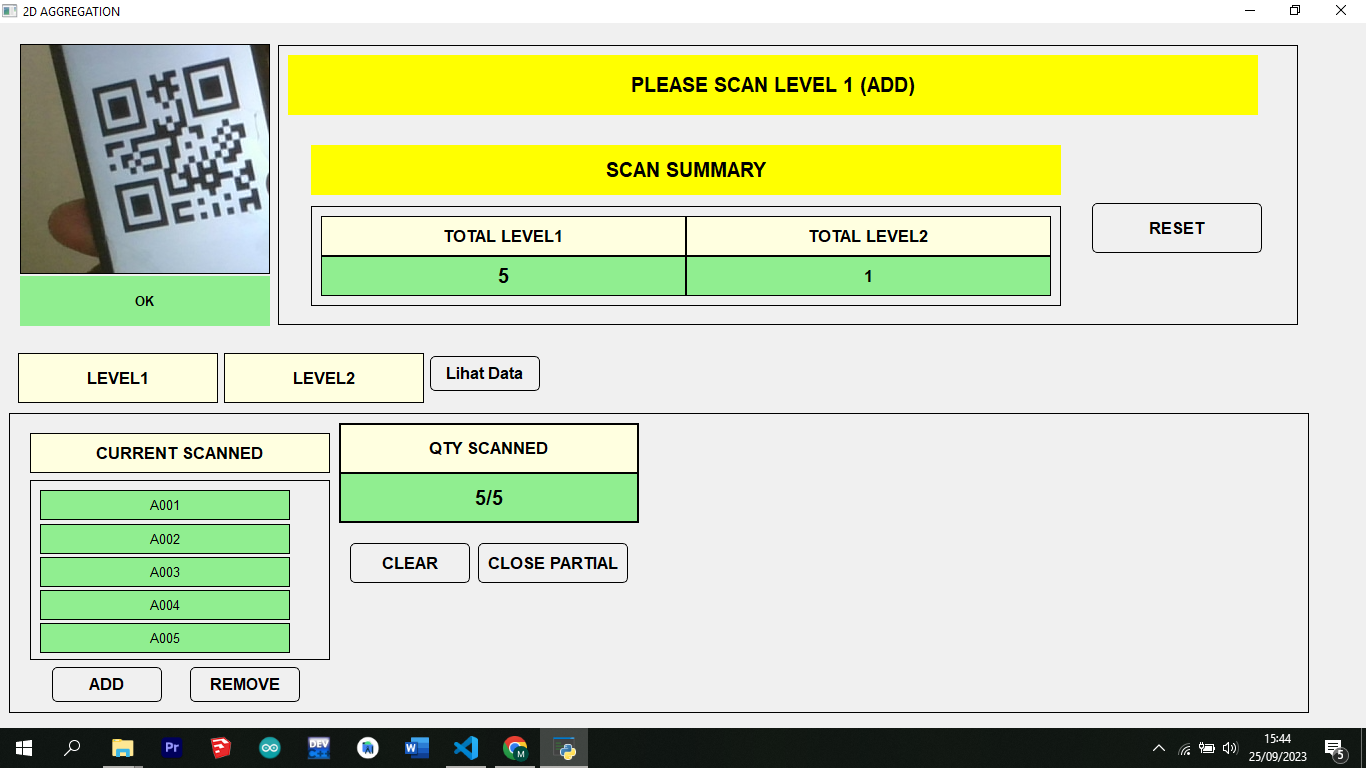 2D AGGREGATION
PLEASE SCAN LEVEL 1 (ADD)
SCAN SUMMARY
TOTAL LEVEL1 TOTAL LEVEL2
5 1
RESET
OK
LEVEL1 LEVEL2 Lihat Data
CURRENT SCANNED
QTY SCANNED
5/5
A001
A002
A003
A004
A005
CLEAR CLOSE PARTIAL
ADD REMOVE
Pr
DEV
W
M
15:44
25/09/2023
5